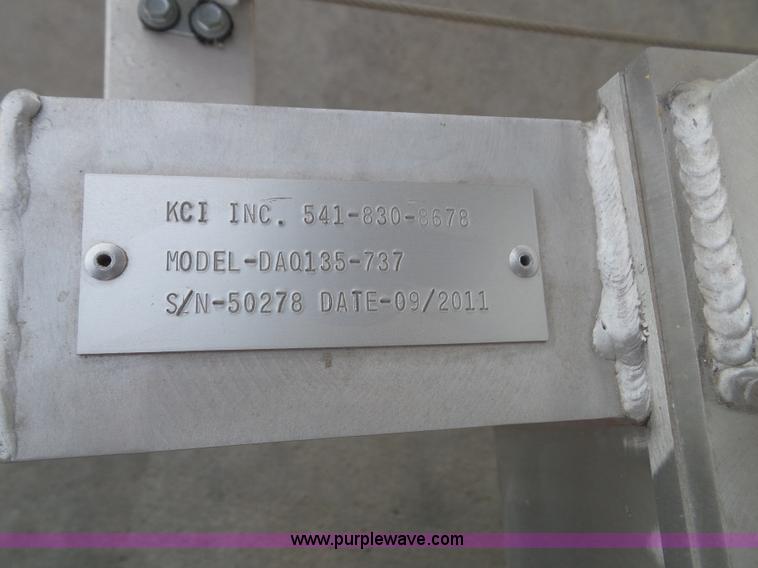 KCI INC. 541-830-8678
MODEL-DAQ135-737
S/N-50278 DATE-09/2011
www.purplewave.com